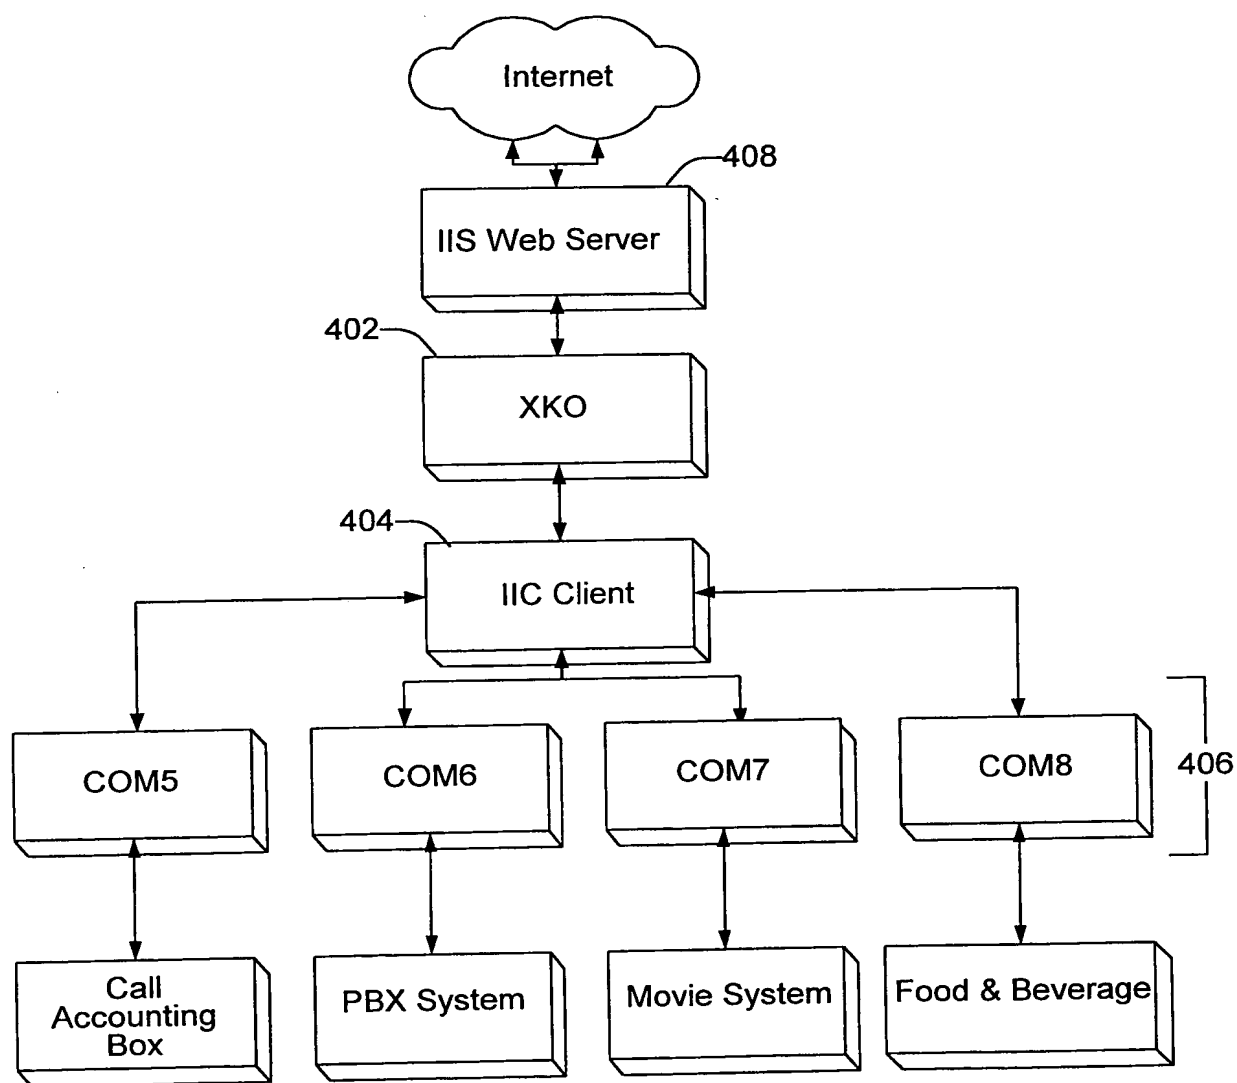 Internet
408
IIS Web Server
402
XKO
404
IIC Client
COM5
COM6
COM7
COM8
406
Call
Accounting
Box
PBX System
Movie System
Food & Beverage